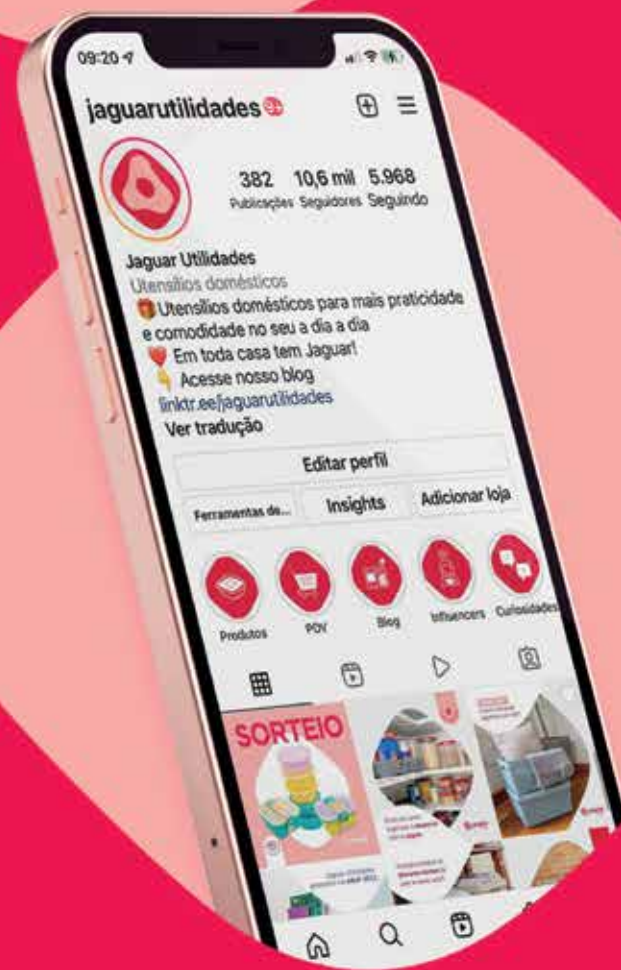 09:20
jaguarutilidades 9+
382 10,6 mil 5.968
Publicações Seguidores Seguindo
Jaguar Utilidades
Utensílios domésticos
Utensílios domésticos para mais praticidade
e comodidade no seu a dia a dia
Em toda casa tem Jaguar!
Acesse nosso blog
linktr.ee/jaguarutilidades
Ver tradução
Editar perfil
Ferramentas de... Insights Adicionar loja
Produtos PDV Blog Influencers Curiosidades
SORTEIO